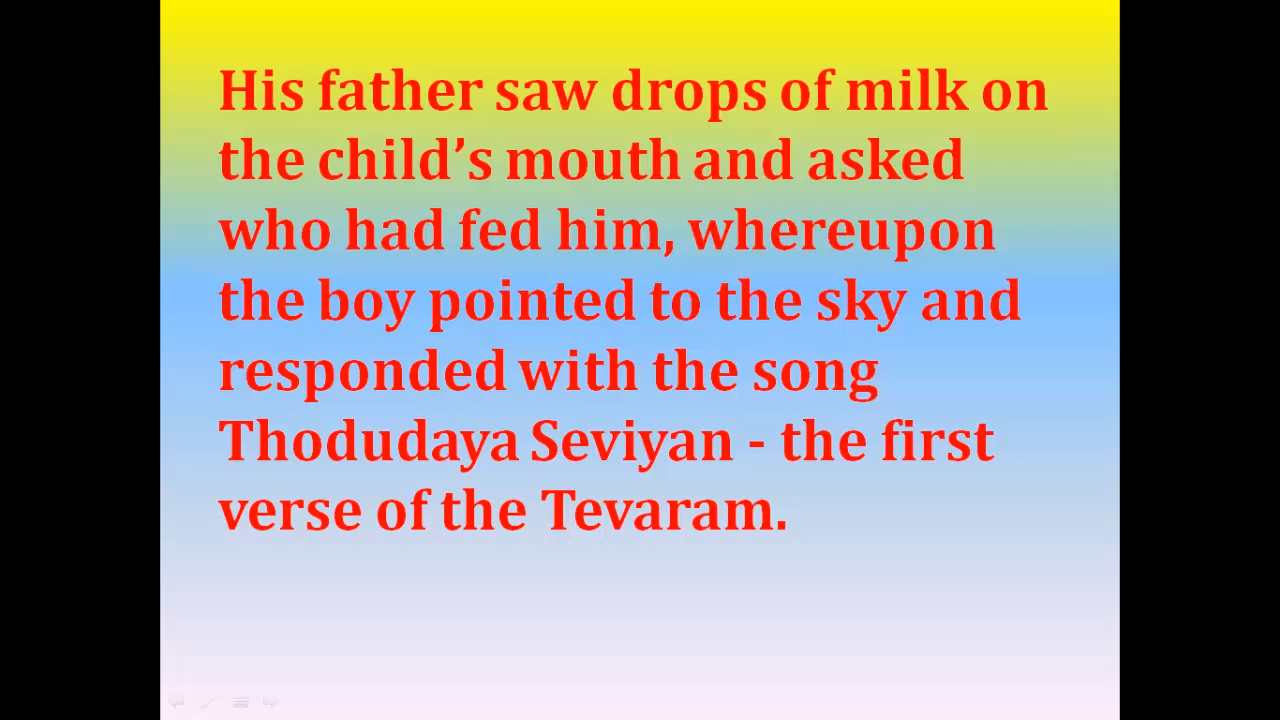 His father saw drops of milk on
the child’s mouth and asked
who had fed him, whereupon
the boy pointed to the sky and
responded with the song
Thodudaya Seviyan - the first
verse of the Tevaram.